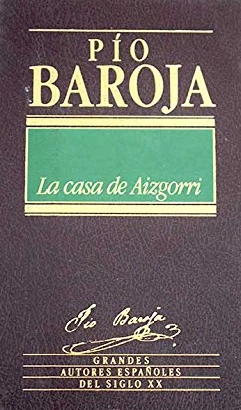 PÍO
BAROJA
La casa de Aizgorri
Pío Baroja
GRANDES
AUTORES ESPAÑOLES
DEL SIGLO XX